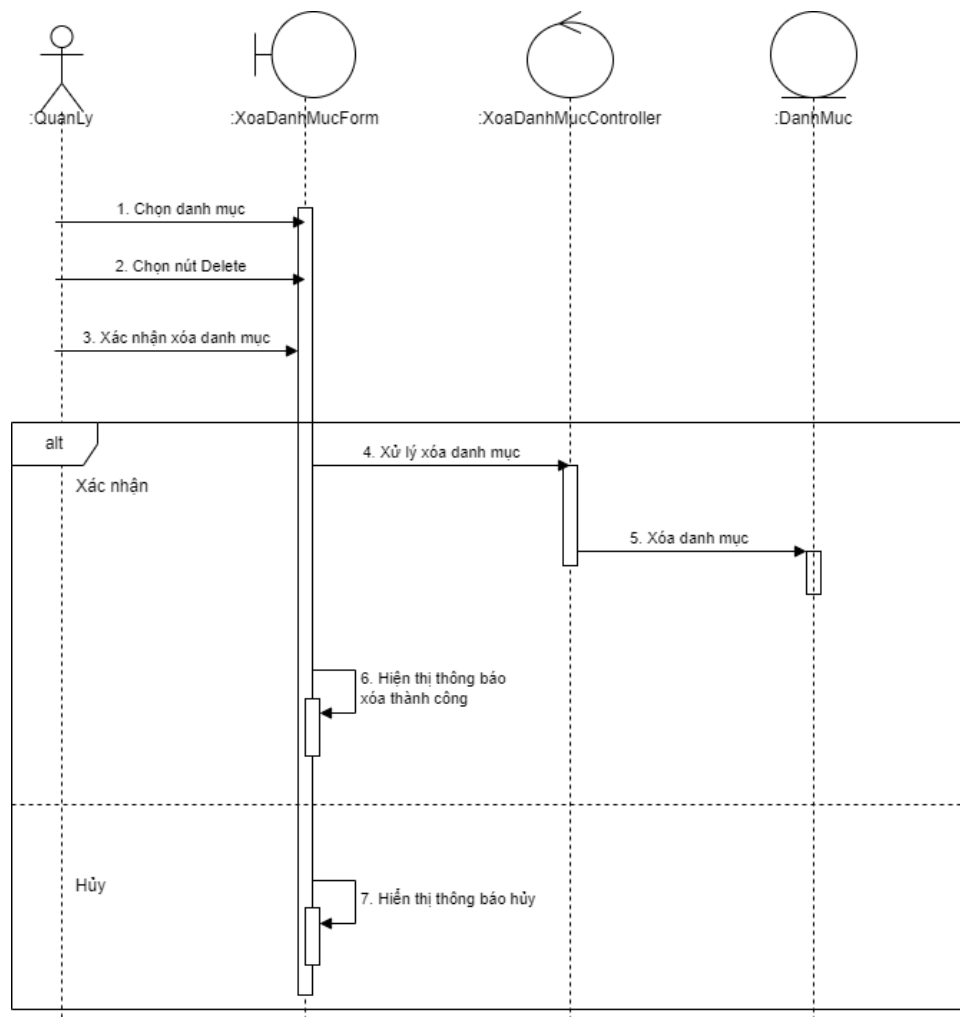 :QuanLy
:XoaDanhMucForm
:XoaDanhMucController
:DanhMuc
1. Chọn danh mục
2. Chọn nút Delete
3. Xác nhận xóa danh mục
alt
4. Xử lý xóa danh mục
Xác nhận
5. Xóa danh mục
6. Hiện thị thông báo
xóa thành công
Hủy
7. Hiển thị thông báo hủy